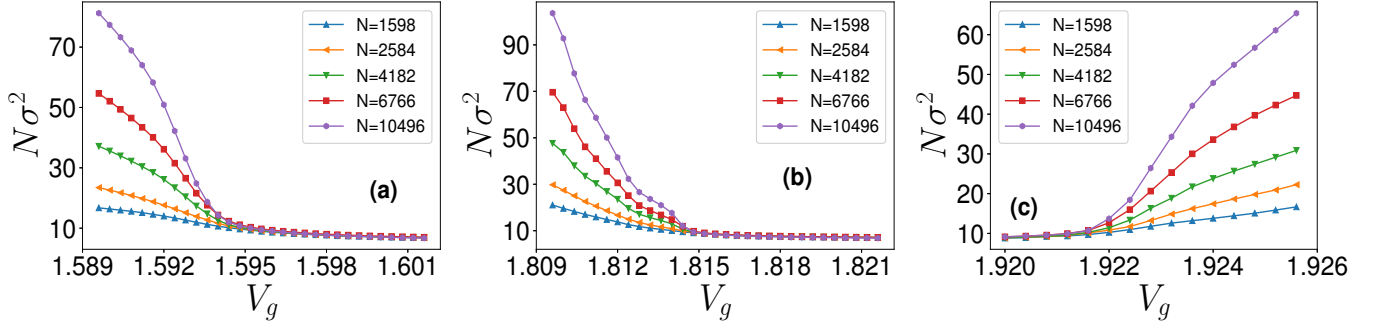 70
50
30
10
Nσ²
N=1598
N=2584
N=4182
N=6766
N=10496
(a)
1.589 1.592 1.595 1.598 1.601
V_g
90
70
50
30
10
Nσ²
N=1598
N=2584
N=4182
N=6766
N=10496
(b)
1.809 1.812 1.815 1.818 1.821
V_g
60
50
40
30
20
10
Nσ²
N=1598
N=2584
N=4182
N=6766
N=10496
(c)
1.920 1.922 1.924 1.926
V_g